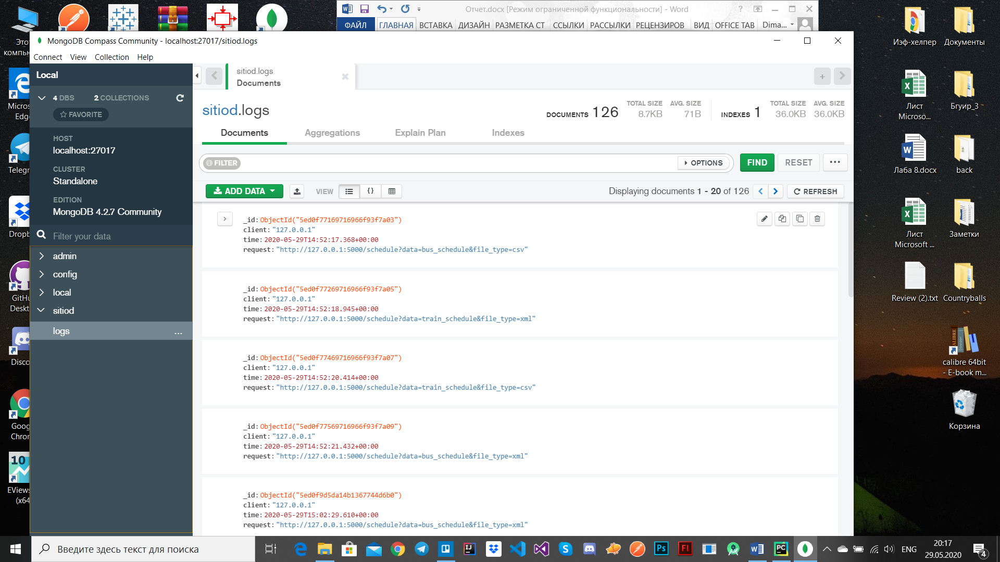 Отчет.docx [Режим ограниченной функциональности] - Word
ФАЙЛ ГЛАВНАЯ ВСТАВКА ДИЗАЙН РАЗМЕТКА СТ ССЫЛКИ РАССЫЛКИ РЕЦЕНЗИРОВ ВИД OFFICE TAB Dima...
MongoDB Compass Community - localhost:27017/sitiod.logs
Connect View Collection Help
Local
4 DBS 2 COLLECTIONS
FAVORITE
HOST
localhost:27017
CLUSTER
Standalone
EDITION
MongoDB 4.2.7 Community
Filter your data
admin
config
local
sitiod
logs ...
sitiod.logs
Documents
sitiod.logs
DOCUMENTS 126 TOTAL SIZE 8.7KB AVG. SIZE 71B INDEXES 1 TOTAL SIZE 36.0KB AVG. SIZE 36.0KB
Documents Aggregations Explain Plan Indexes
FILTER OPTIONS FIND RESET ...
ADD DATA VIEW {} Displaying documents 1 - 20 of 126 REFRESH
_id: ObjectId("5ed0f77169716966f93f7a03")
client: "127.0.0.1"
time: 2020-05-29T14:52:17.368+00:00
request: "http://127.0.0.1:5000/schedule?data=bus_schedule&file_type=csv"
_id: ObjectId("5ed0f77269716966f93f7a05")
client: "127.0.0.1"
time: 2020-05-29T14:52:18.945+00:00
request: "http://127.0.0.1:5000/schedule?data=train_schedule&file_type=xml"
_id: ObjectId("5ed0f77469716966f93f7a07")
client: "127.0.0.1"
time: 2020-05-29T14:52:20.414+00:00
request: "http://127.0.0.1:5000/schedule?data=train_schedule&file_type=csv"
_id: ObjectId("5ed0f77569716966f93f7a09")
client: "127.0.0.1"
time: 2020-05-29T14:52:21.432+00:00
request: "http://127.0.0.1:5000/schedule?data=bus_schedule&file_type=xml"
_id: ObjectId("5ed0f9d5da14b1367744d6b0")
client: "127.0.0.1"
time: 2020-05-29T15:02:29.610+00:00
request: "http://127.0.0.1:5000/schedule?data=bus_schedule&file_type=xml"
Это
компь
Micros
Edg
Telegr
Dropb
GitHu
Deskt
Disco
Goog
Chron
10
EViews
(x64
Иэф-хелпер
Документы
Лист
Microso...
Бгуир_3
Лаба 8.docx
back
Лист
Microsoft ...
Заметки
Review (2).txt
Countryballs
calibre 64bit
- E-book m...
Корзина
Введите здесь текст для поиска
ENG
20:17
29.05.2020
4